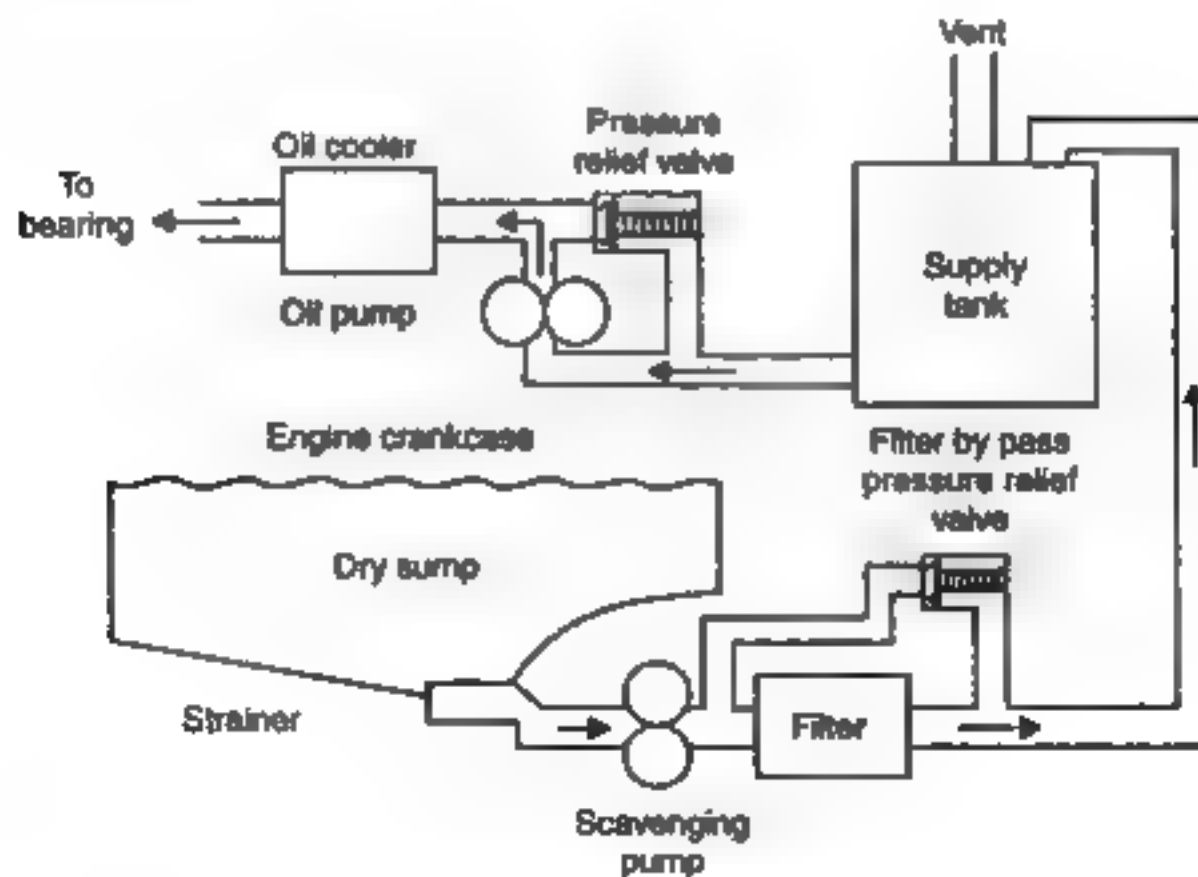 Vent
Pressure
relief valve
Oil cooler
To
bearing
Supply
tank
Oil pump
Engine crankcase
Filter by pass
pressure relief
valve
Dry sump
Strainer
Filter
Scavenging
pump